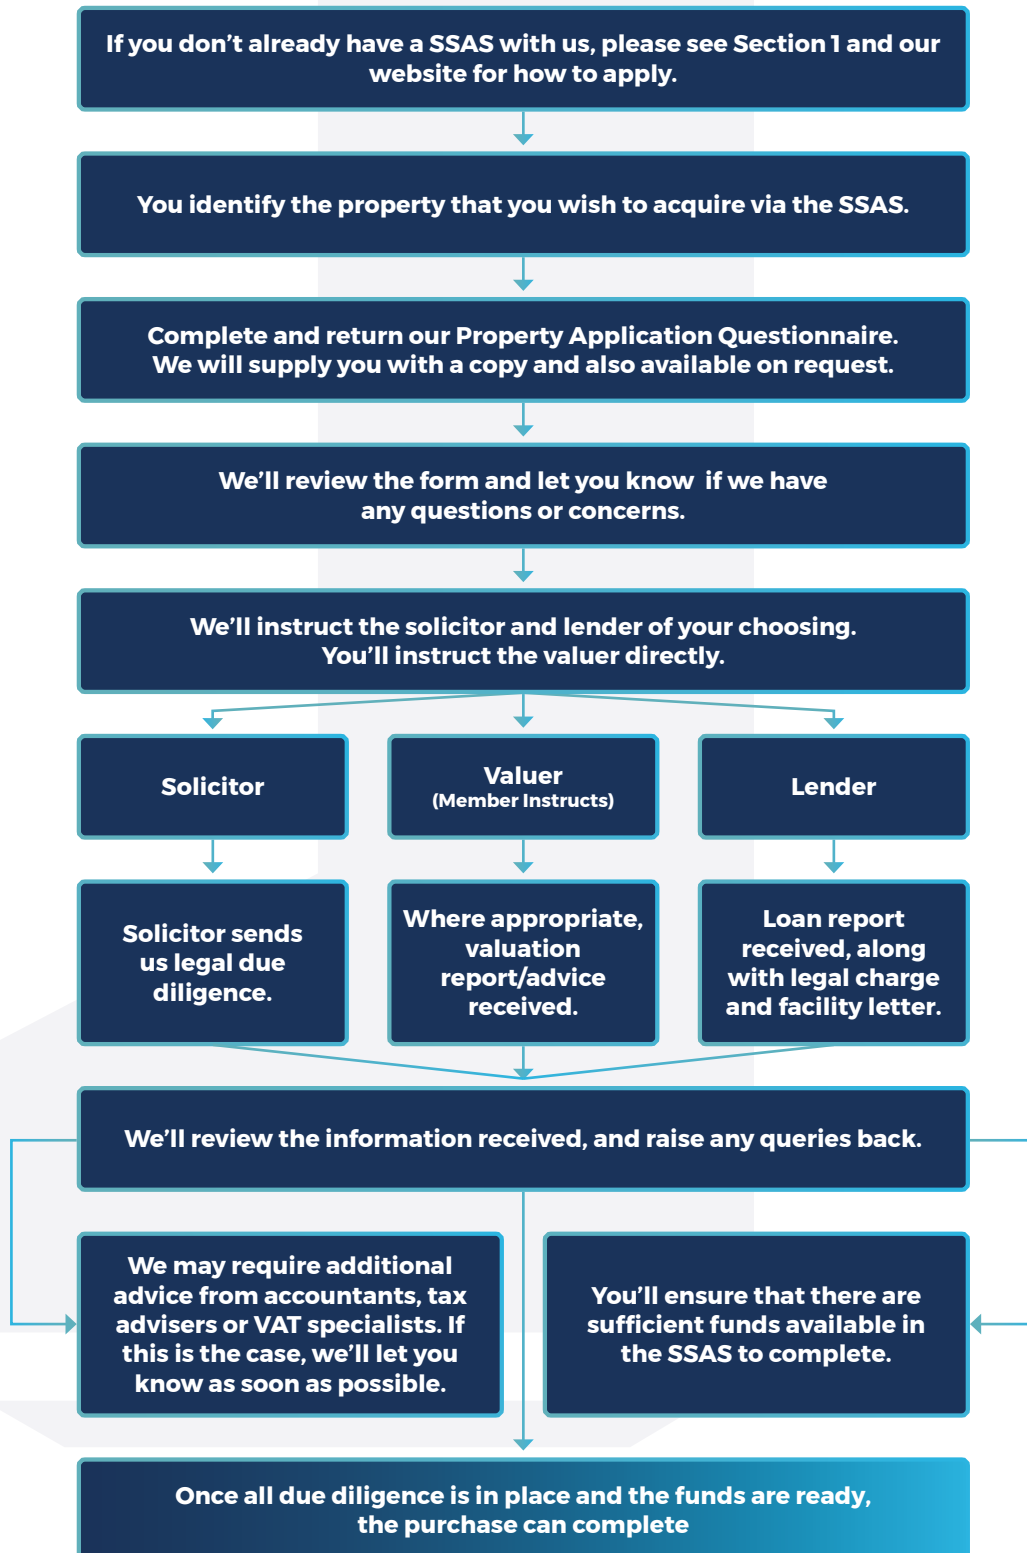 If you don’t already have a SSAS with us, please see Section 1 and our
website for how to apply.
You identify the property that you wish to acquire via the SSAS.
Complete and return our Property Application Questionnaire.
We will supply you with a copy and also available on request.
We’ll review the form and let you know  if we have
any questions or concerns.
We’ll instruct the solicitor and lender of your choosing.
You’ll instruct the valuer directly.
Solicitor
Valuer
(Member Instructs)
Lender
Solicitor sends
us legal due
diligence.
Where appropriate,
valuation
report/advice
received.
Loan report
received, along
with legal charge
and facility letter.
We’ll review the information received, and raise any queries back.
We may require additional
advice from accountants, tax
advisers or VAT specialists. If
this is the case, we’ll let you
know as soon as possible.
You’ll ensure that there are
sufficient funds available in
the SSAS to complete.
Once all due diligence is in place and the funds are ready,
the purchase can complete